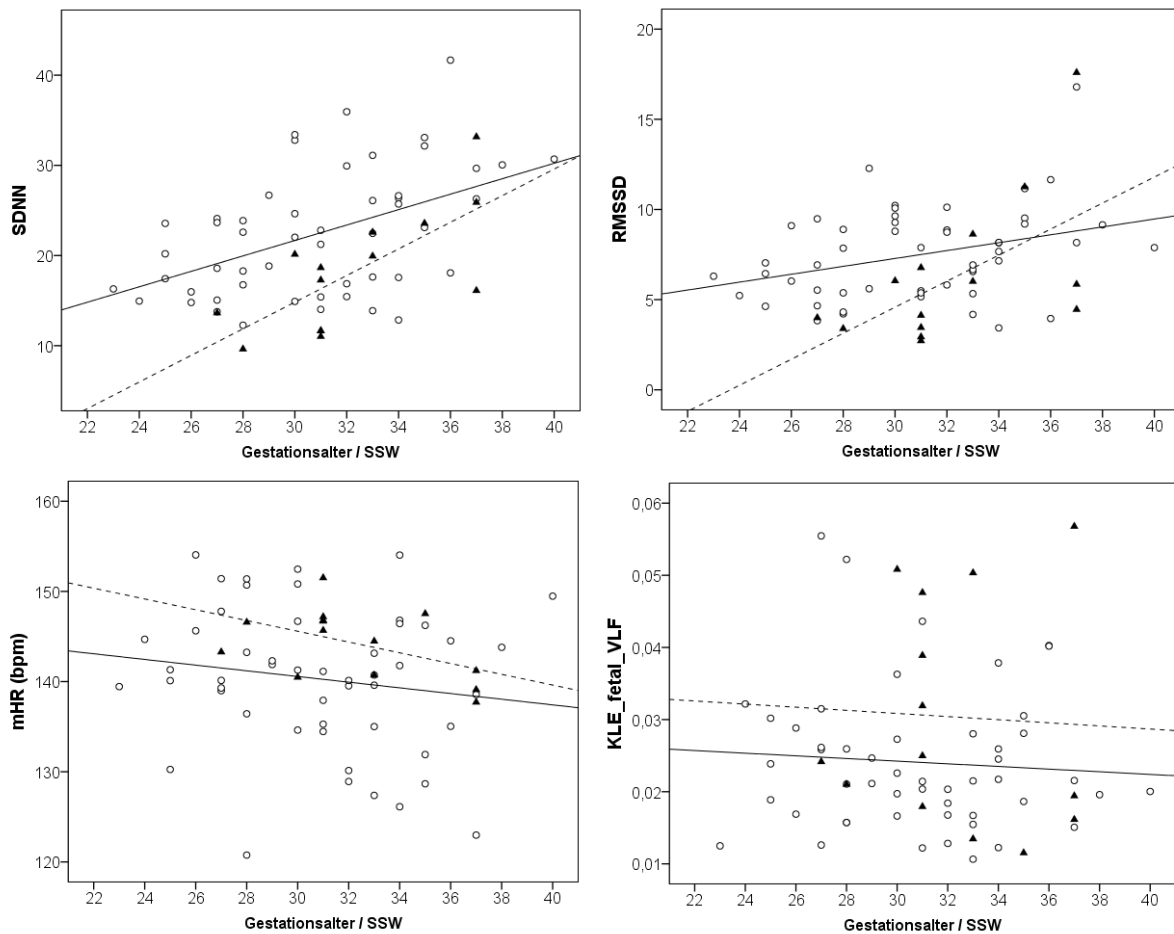 40
30
20
10
SDNN
22 24 26 28 30 32 34 36 38 40
Gestationsalter / SSW
20
15
10
5
0
RMSSD
22 24 26 28 30 32 34 36 38 40
Gestationsalter / SSW
160
150
140
130
120
mHR (bpm)
22 24 26 28 30 32 34 36 38 40
Gestationsalter / SSW
0,06
0,05
0,04
0,03
0,02
0,01
KLE_fetal_VLF
22 24 26 28 30 32 34 36 38 40
Gestationsalter / SSW